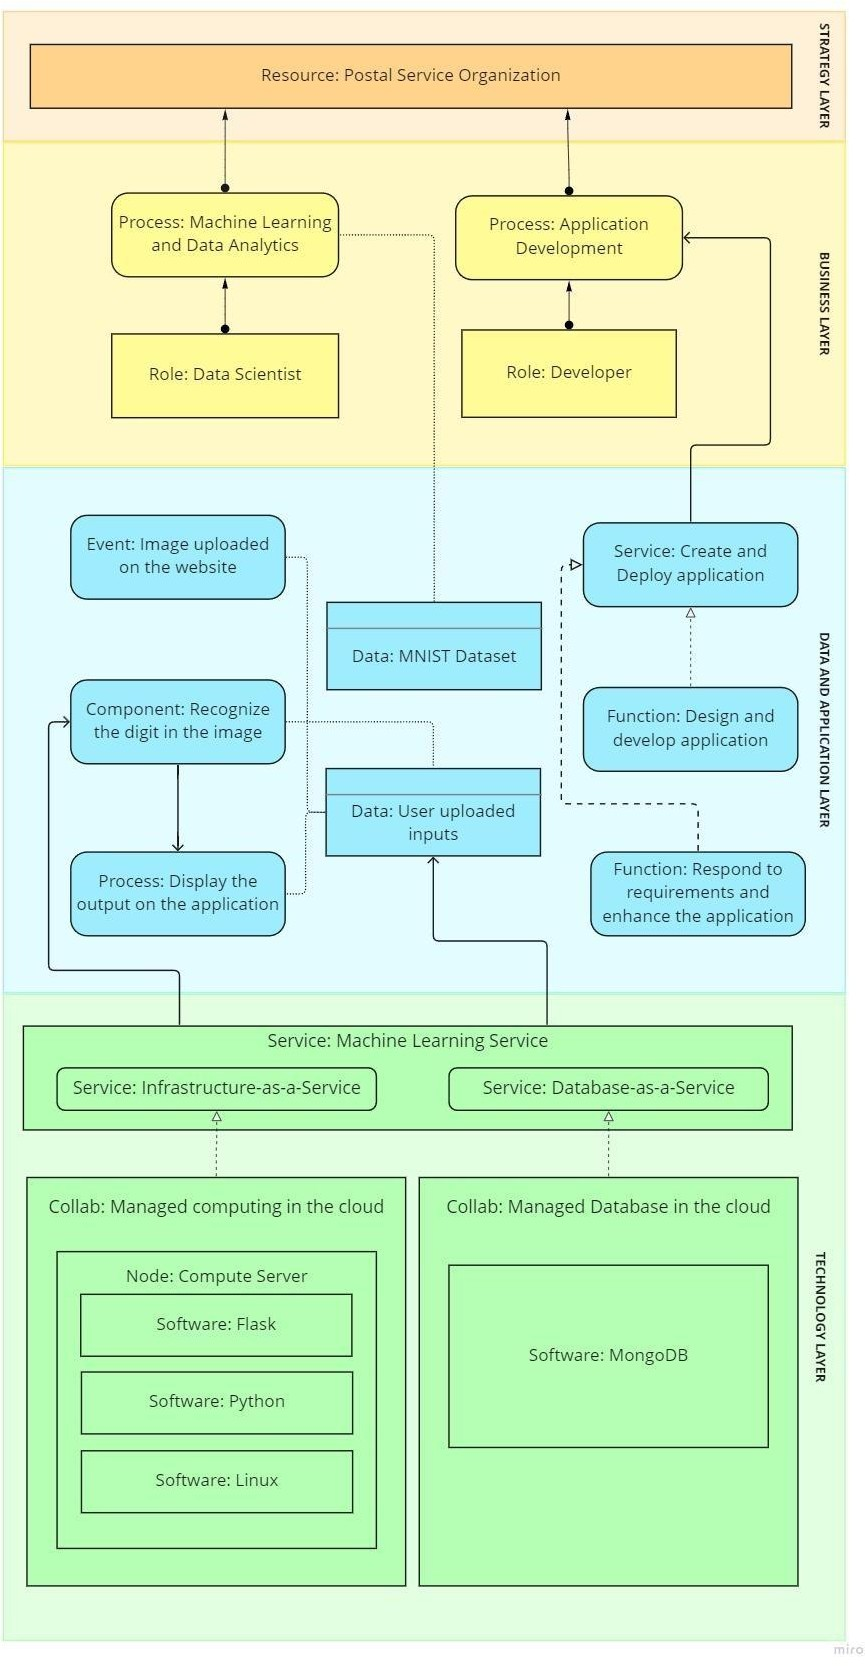 STRATEGY LAYER
Resource: Postal Service Organization
BUSINESS LAYER
Process: Machine Learning
and Data Analytics
Process: Application
Development
Role: Data Scientist
Role: Developer
DATA AND APPLICATION LAYER
Event: Image uploaded
on the website
Service: Create and
Deploy application
Data: MNIST Dataset
Component: Recognize
the digit in the image
Function: Design and
develop application
Data: User uploaded
inputs
Process: Display the
output on the application
Function: Respond to
requirements and
enhance the application
TECHNOLOGY LAYER
Service: Machine Learning Service
Service: Infrastructure-as-a-Service
Service: Database-as-a-Service
Collab: Managed computing in the cloud
Node: Compute Server
Software: Flask
Software: Python
Software: Linux
Collab: Managed Database in the cloud
Software: MongoDB
miro